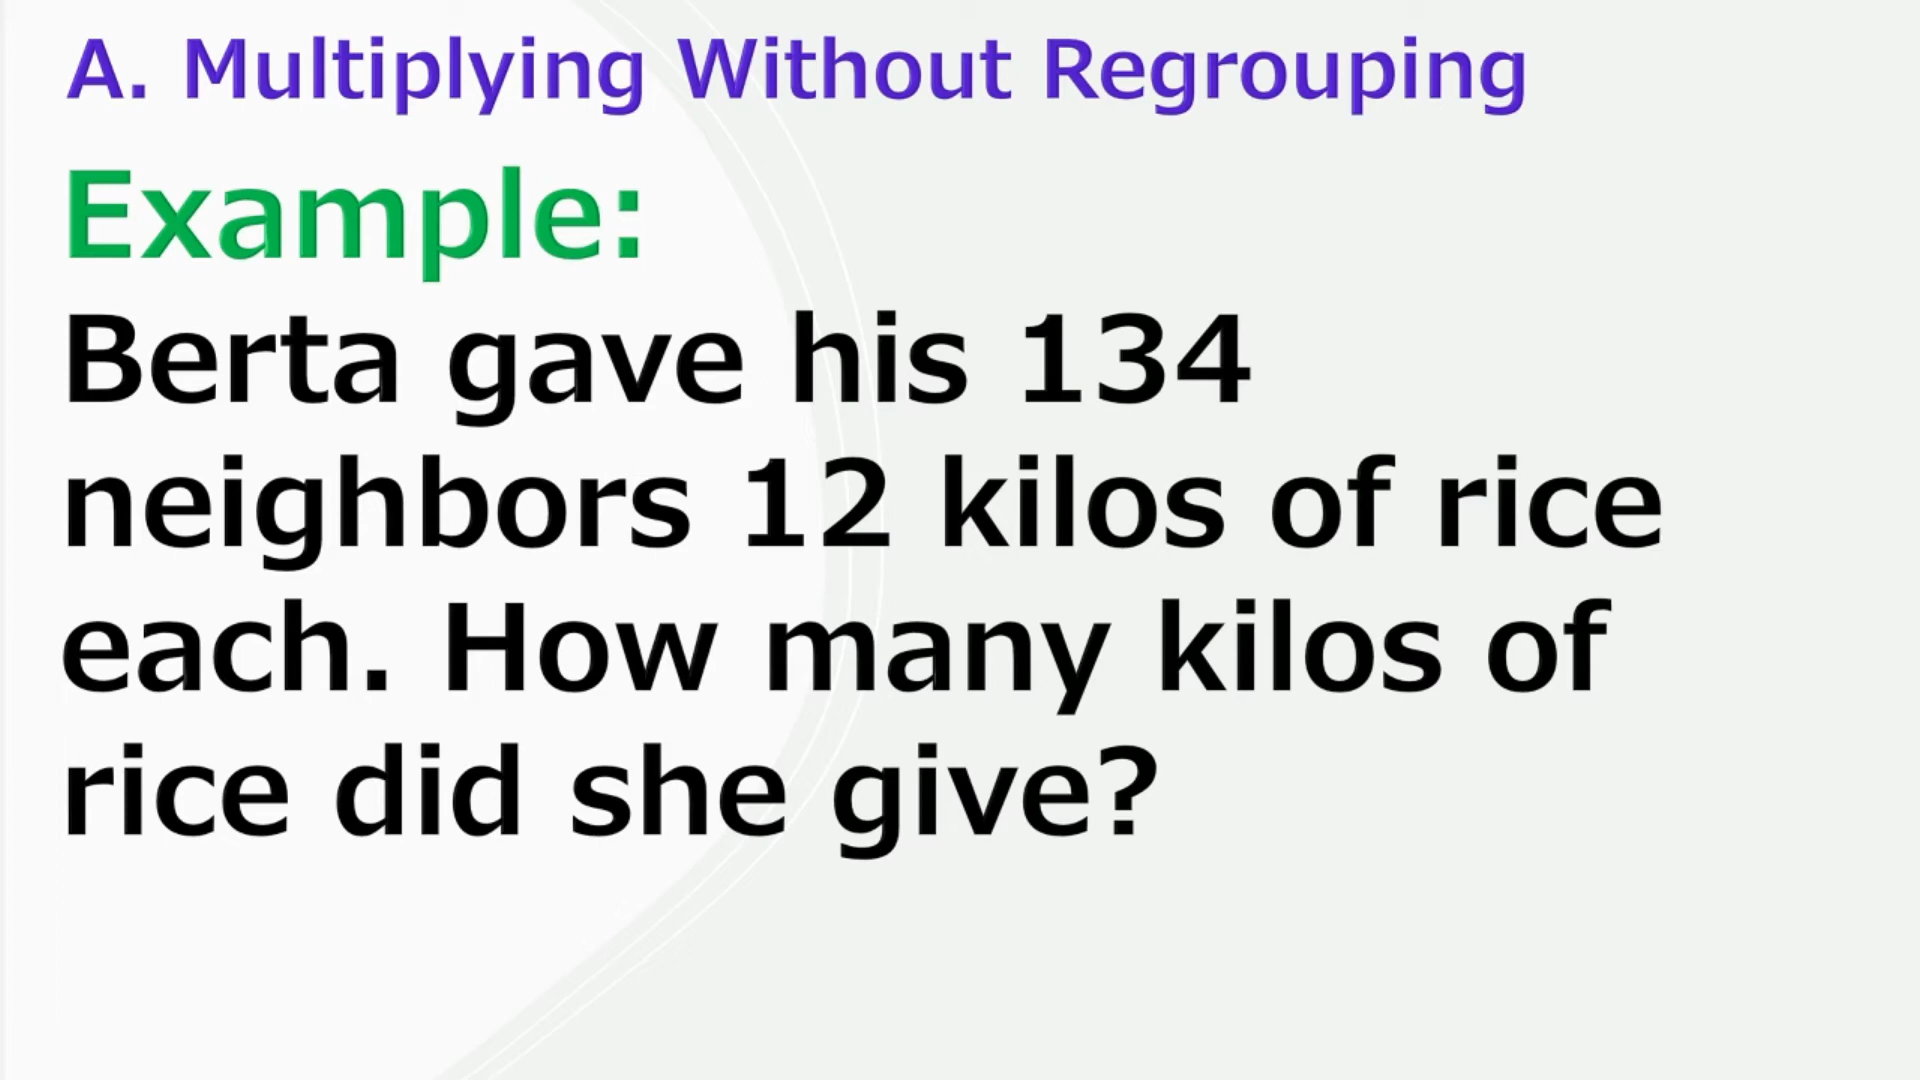 A. Multiplying Without Regrouping
Example:
Berta gave his 134
neighbors 12 kilos of rice
each. How many kilos of
rice did she give?